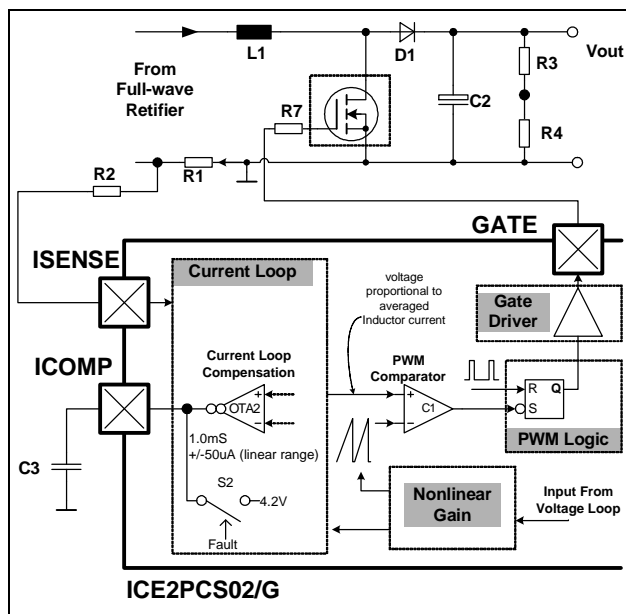 L1
D1
R3
Vout
From
Full-wave
Retifier
R7
C2
R4
R2
R1
GATE
ISENSE
Current Loop
voltage
proportional to
averaged
Inductor current
Gate
Driver
ICOMP
Current Loop
Compensation
PWM
Comparator
+
OTA2
−
+
C1
−
R
Q
S
PWM Logic
1.0mS
+/-50uA (linear range)
C3
S2
4.2V
Fault
Nonlinear
Gain
Input From
Voltage Loop
ICE2PCS02/G